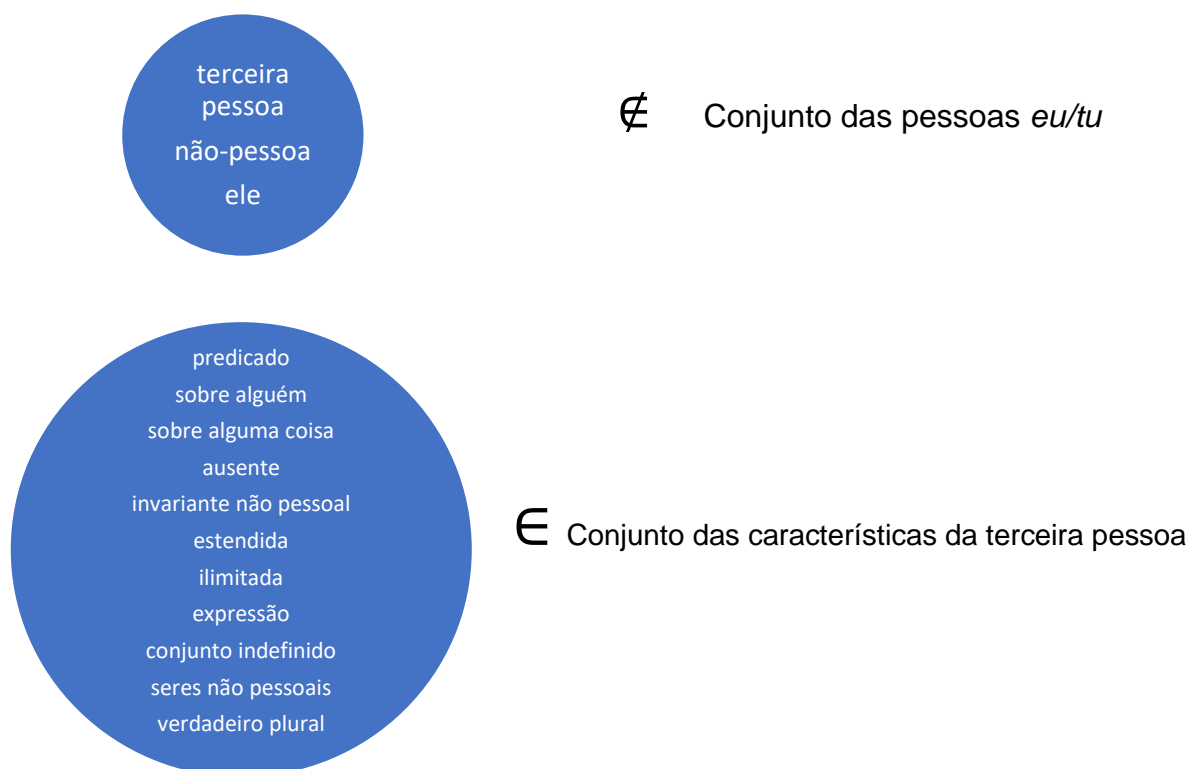 terceira
pessoa
não-pessoa
ele
∉ Conjunto das pessoas eu/tu
predicado
sobre alguém
sobre alguma coisa
ausente
invariante não pessoal
estendida
ilimitada
expressão
conjunto indefinido
seres não pessoais
verdadeiro plural
∈ Conjunto das característícas da terceira pessoa